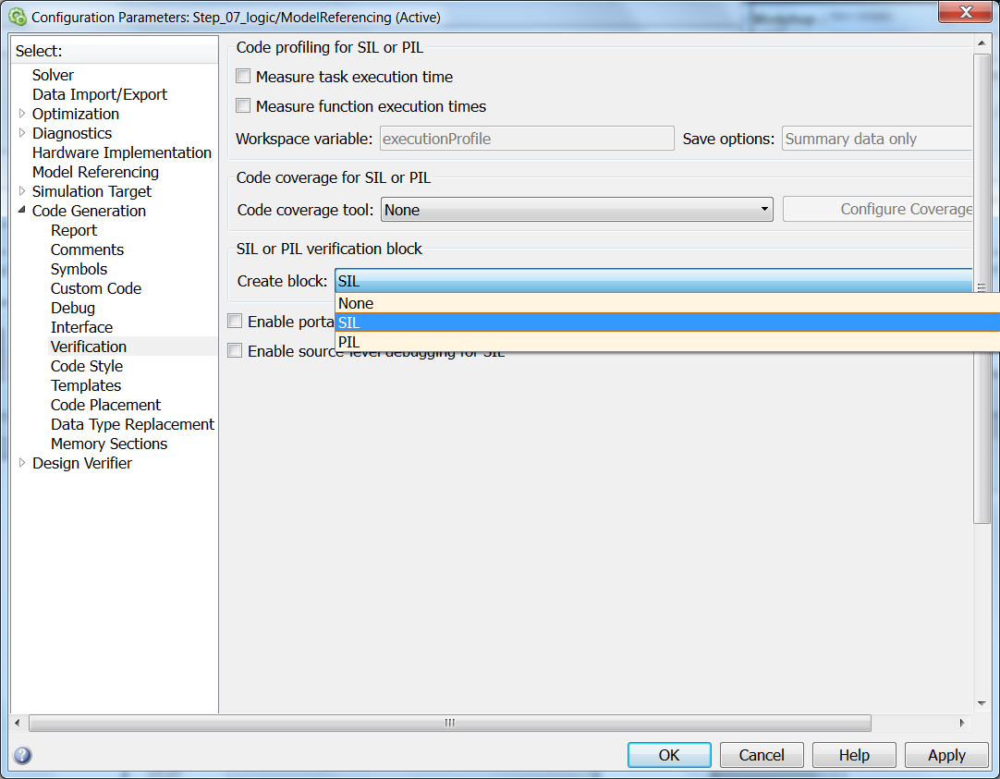 Configuration Parameters: Step_07_logic/ModelReferencing (Active)
Select:
Solver
Data Import/Export
Optimization
Diagnostics
Hardware Implementation
Model Referencing
Simulation Target
Code Generation
Report
Comments
Symbols
Custom Code
Debug
Interface
Verification
Code Style
Templates
Code Placement
Data Type Replacement
Memory Sections
Design Verifier
Code profiling for SIL or PIL
Measure task execution time
Measure function execution times
Workspace variable: executionProfile Save options: Summary data only
Code coverage for SIL or PIL
Code coverage tool: None Configure Coverage
SIL or PIL verification block
Create block: SIL
None
SIL
PIL
Enable porta
Enable source level debugging for SIL
OK Cancel Help Apply